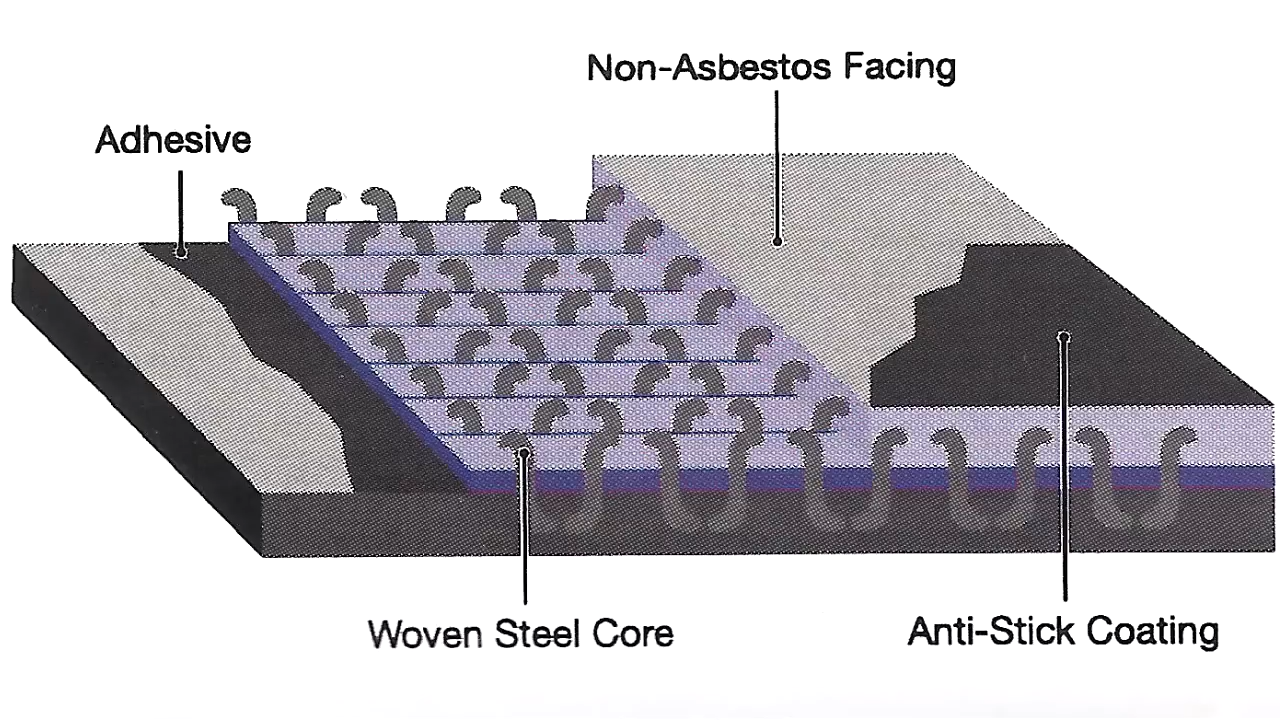 Non-Asbestos Facing
Adhesive
Woven Steel Core
Anti-Stick Coating